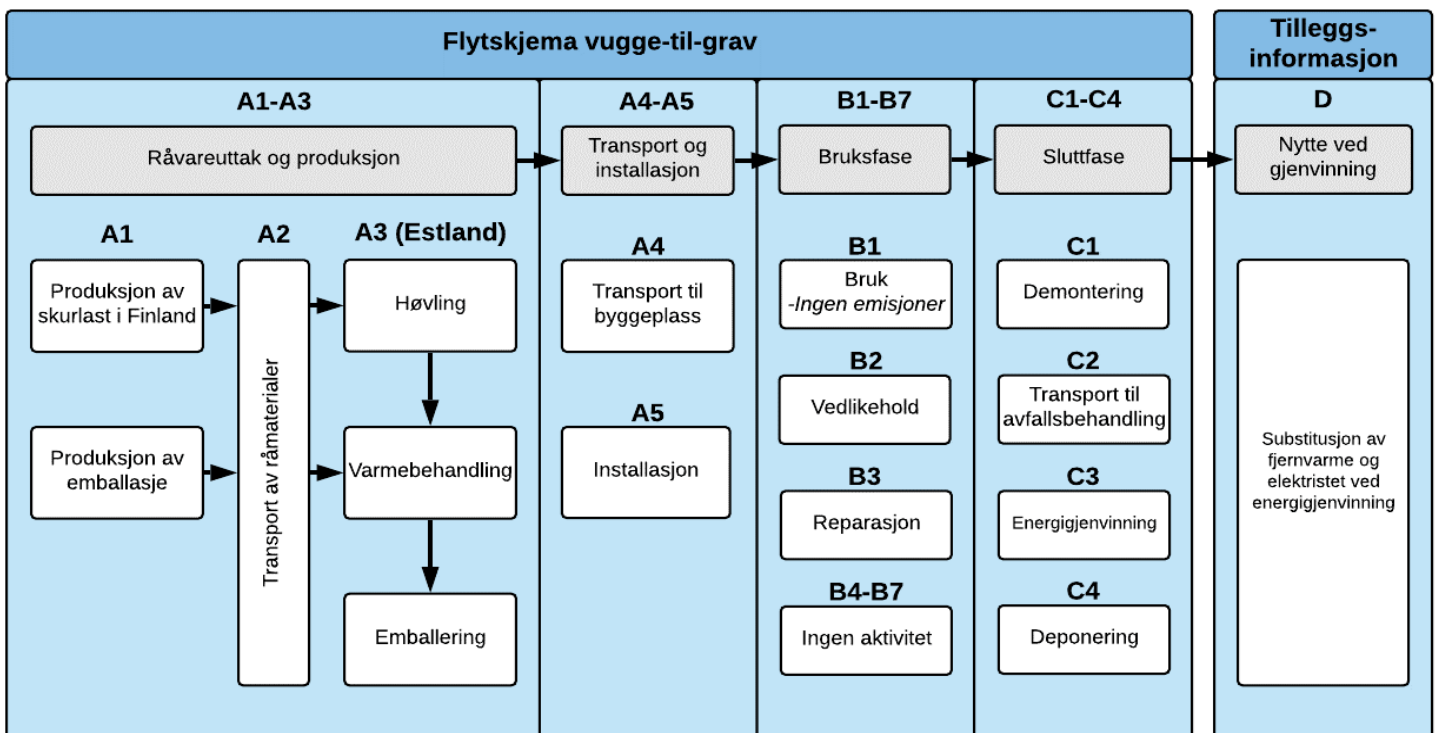 Flytskjema vugge-til-grav
Tilleggs-
informasjon
A1-A3
Råvareuttak og produksjon
A1
Produksjon av
skurlast i Finland
Produksjon av
emballasje
A2
Transport av råmaterialer
A3 (Estland)
Høvling
Varmebehandling
Emballering
A4-A5
Transport og
installasjon
A4
Transport til
byggeplass
A5
Installasjon
B1-B7
Bruksfase
B1
Bruk
-Ingen emisjoner
B2
Vedlikehold
B3
Reparasjon
B4-B7
Ingen aktivitet
C1-C4
Sluttfase
C1
Demontering
C2
Transport til
avfallsbehandling
C3
Energigjenvinning
C4
Deponering
D
Nytte ved
gjenvinning
Substitusjon av
fjernvarme og
elektristet ved
energigjenvinning